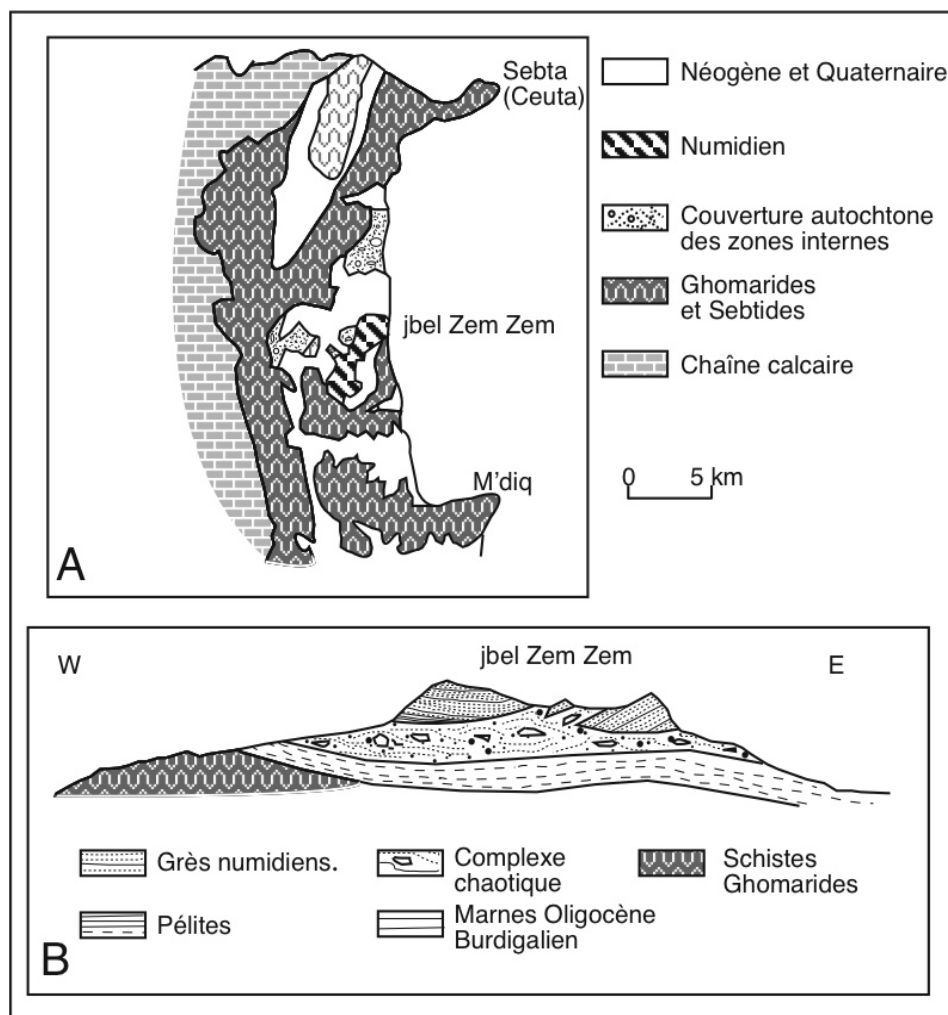 Sebta
(Ceuta)
jbel Zem Zem
M'diq
A
Néogène et Quaternaire
Numidien
Couverture autochtone
des zones internes
Ghomarides
et Sebtides
Chaîne calcaire
0 5 km
jbel Zem Zem
W
E
Grès numidiens.
Complexe
chaotique
Schistes
Ghomarides
Pélites
Marnes Oligocène
Burdigalien
B